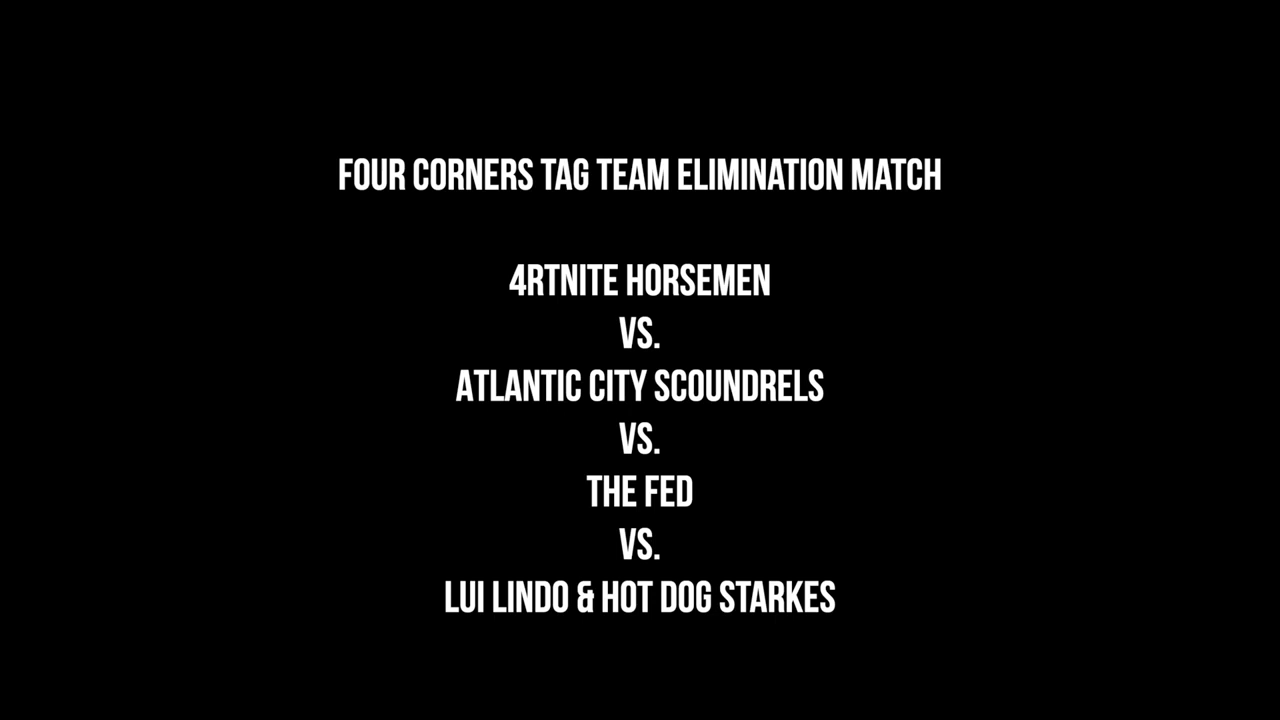 FOUR CORNERS TAG TEAM ELIMINATION MATCH
4RTNITE HORSEMEN
VS.
ATLANTIC CITY SCOUNDRELS
VS.
THE FED
VS.
LUI LINDO & HOT DOG STARKES